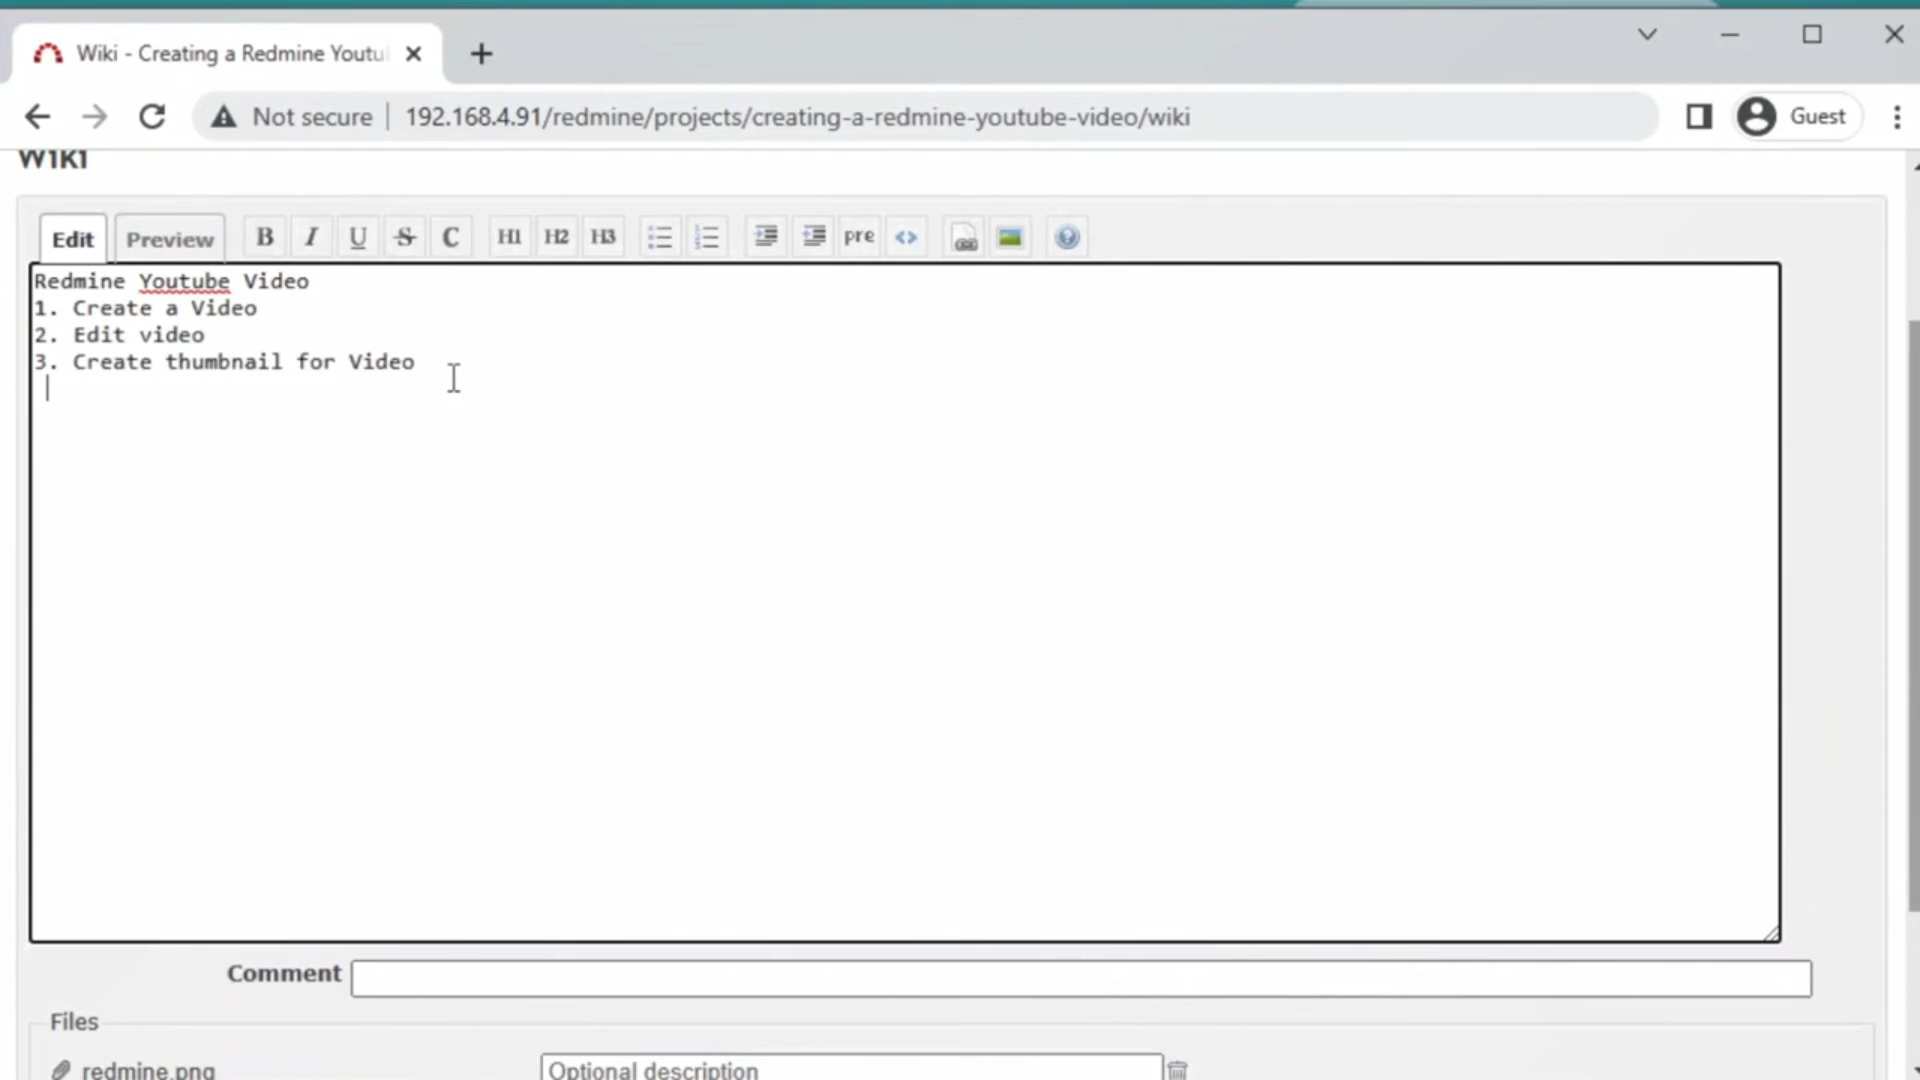 Wiki - Creating a Redmine Youtu
Not secure
192.168.4.91/redmine/projects/creating-a-redmine-youtube-video/wiki
Guest
Wiki
Edit Preview B I U S C H1 H2 H3 pre <>
Redmine Youtube Video
1. Create a Video
2. Edit video
3. Create thumbnail for Video
Comment
Files
redmine.png Optional description